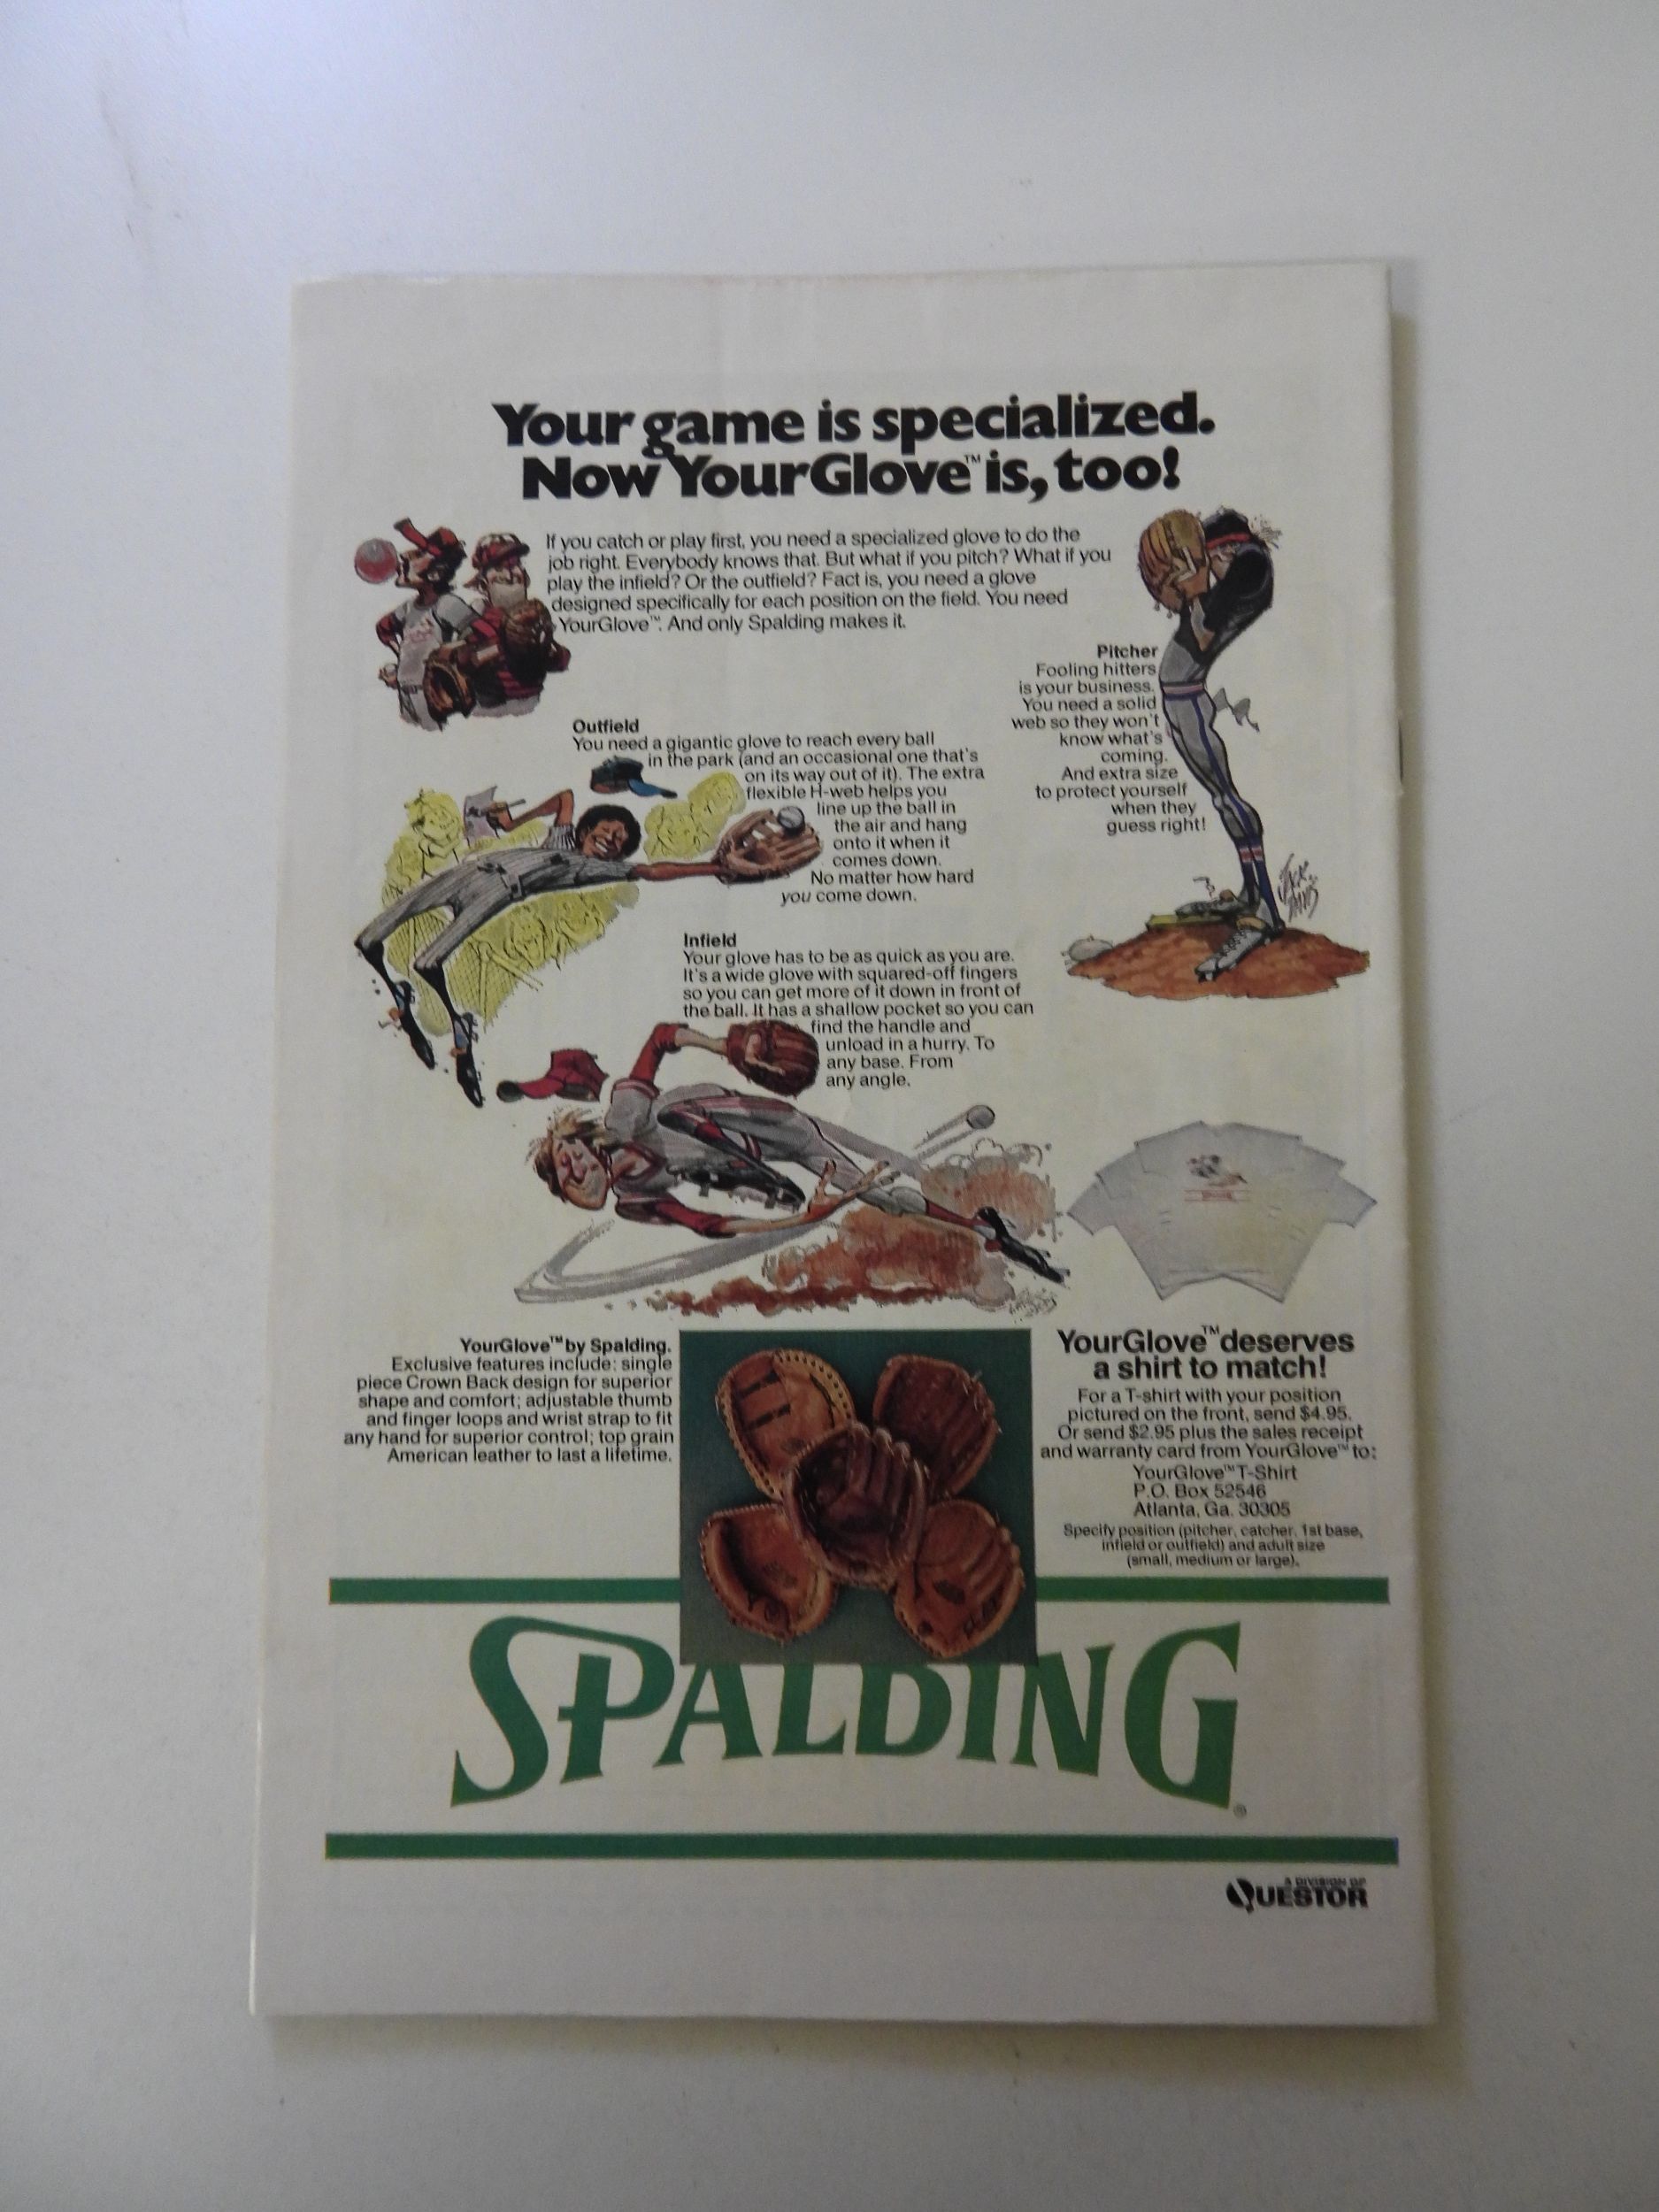 Your game is specialized.
Now YourGlove™ is, too!
If you catch or play first, you need a specialized glove to do the
job right. Everybody knows that. But what if you pitch? What if you
play the infield? Or the outfield? Fact is, you need a glove
designed specifically for each position on the field. You need
YourGlove™. And only Spalding makes it.
Pitcher
Fooling hitters
is your business.
You need a solid
web so they won't
know what's
coming.
And extra size
to protect yourself
when they
guess right!
JACK
DAVIS
Outfield
You need a gigantic glove to reach every ball
in the park (and an occasional one that's
on its way out of it). The extra
flexible H-web helps you
line up the ball in
the air and hang
onto it when it
comes down.
No matter how hard
you come down.
Infield
Your glove has to be as quick as you are.
It's a wide glove with squared-off fingers
so you can get more of it down in front of
the ball. It has a shallow pocket so you can
find the handle and
unload in a hurry. To
any base. From
any angle.
YourGlove™ by Spalding.
Exclusive features include: single
piece Crown Back design for superior
shape and comfort; adjustable thumb
and finger loops and wrist strap to fit
any hand for superior control; top grain
American leather to last a lifetime.
YourGlove™ deserves
a shirt to match!
For a T-shirt with your position
pictured on the front, send $4.95.
Or send $2.95 plus the sales receipt
and warranty card from YourGlove™ to:
YourGlove™ T-Shirt
P.O. Box 52546
Atlanta, Ga. 30305
Specify position (pitcher, catcher, 1st base,
infield or outfield) and adult size
(small, medium or large).
SPALDING®
A DIVISION OF
QUESTOR